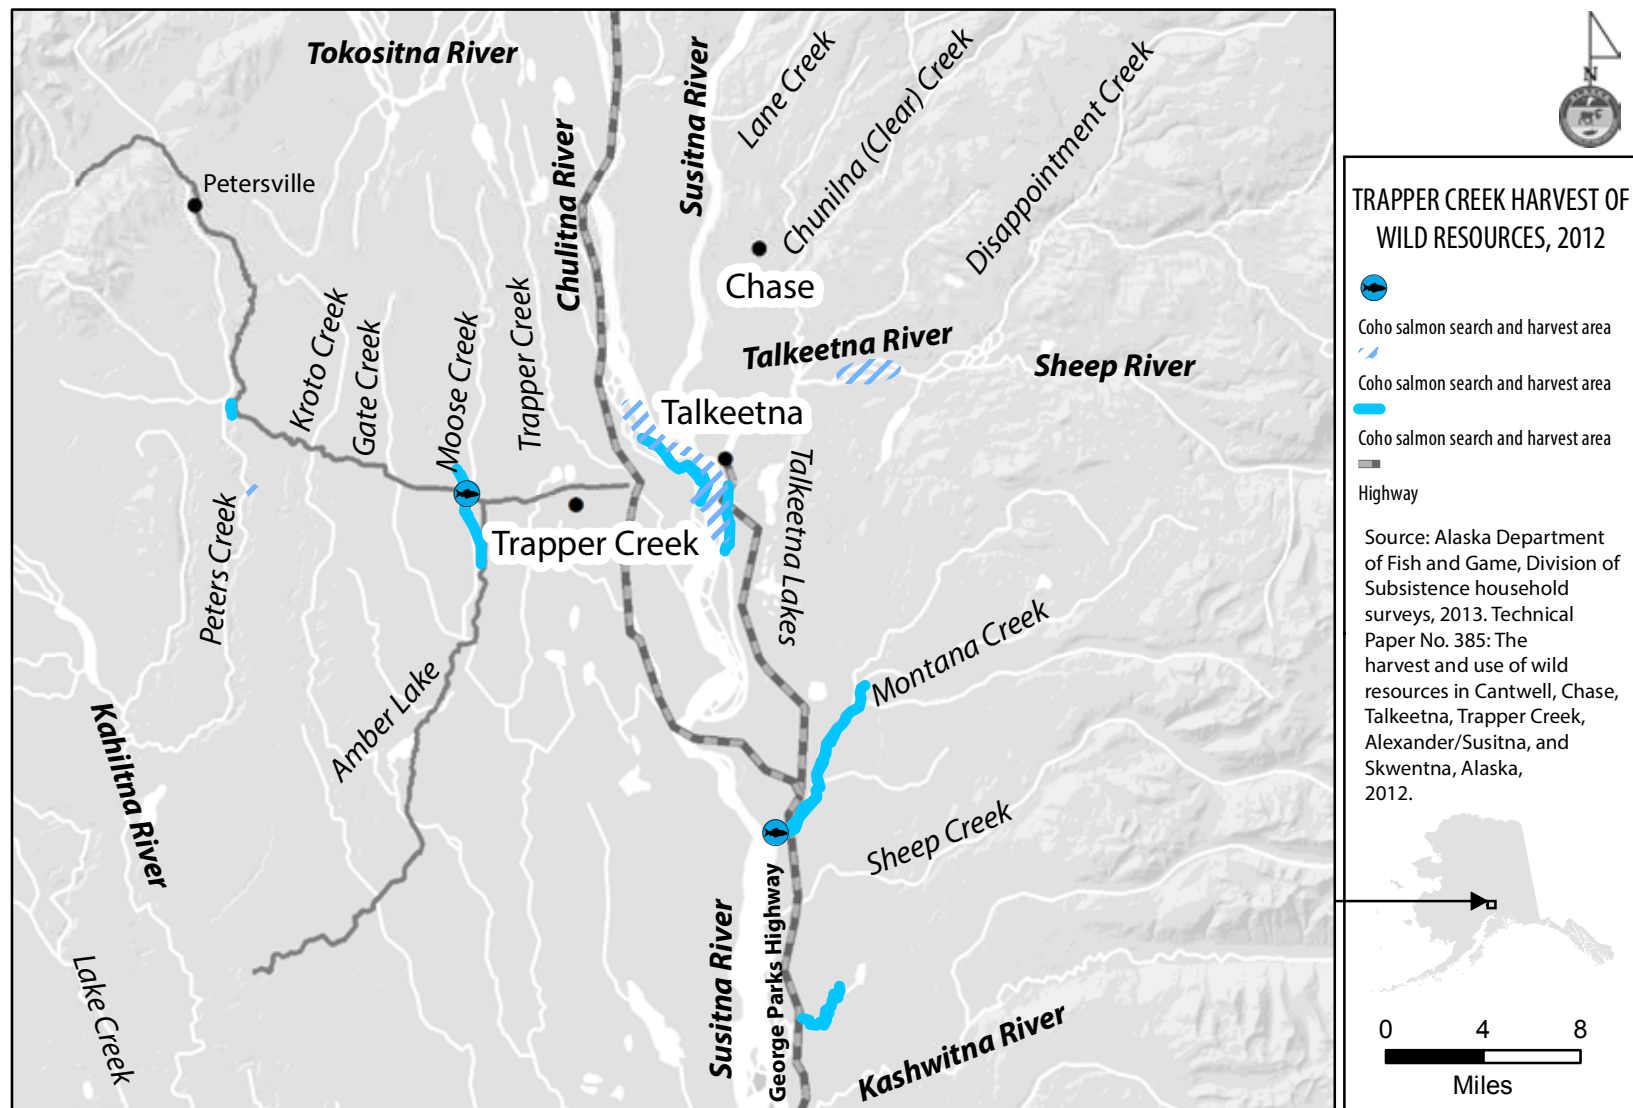 Tokositna River
Susitna River
Lane Creek
Chunilna (Clear) Creek
Disappointment Creek
Chulitna River
Petersville
Chase
Kroto Creek
Gate Creek
Moose Creek
Trapper Creek
Talkeetna River
Sheep River
Talkeetna
Talkeetna Lakes
Peters Creek
Trapper Creek
Montana Creek
Amber Lake
Kahiltna River
Sheep Creek
George Parks Highway
Susitna River
Lake Creek
Kashwitna River
N
ALASKA
TRAPPER CREEK HARVEST OF
WILD RESOURCES, 2012
Coho salmon search and harvest area
Coho salmon search and harvest area
Coho salmon search and harvest area
Highway
Source: Alaska Department
of Fish and Game, Division of
Subsistence household
surveys, 2013. Technical
Paper No. 385: The
harvest and use of wild
resources in Cantwell, Chase,
Talkeetna, Trapper Creek,
Alexander/Susitna, and
Skwentna, Alaska,
2012.
0 4 8
Miles